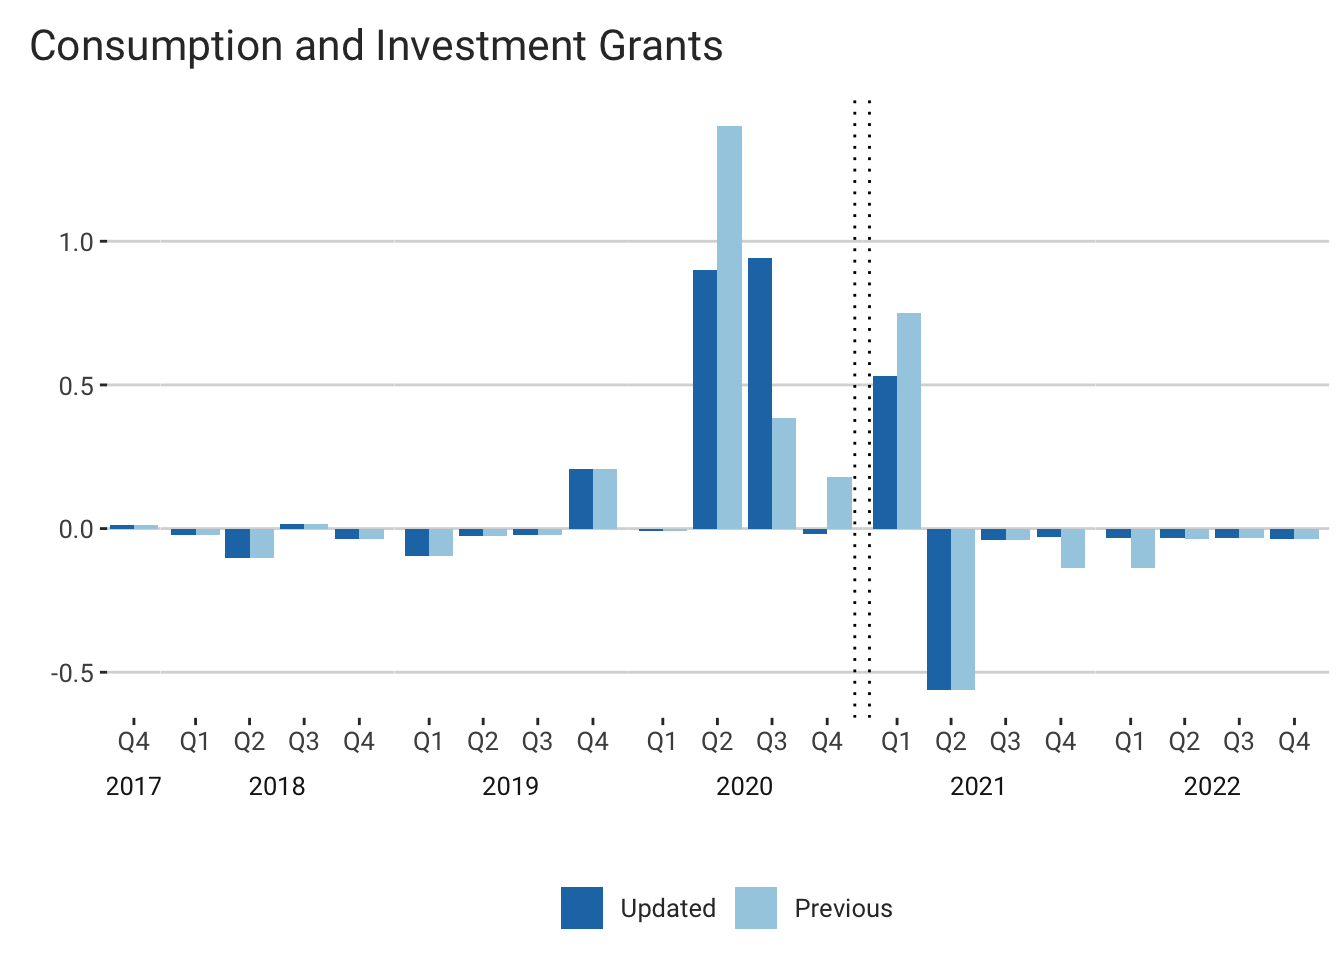 Consumption and Investment Grants
1.0
0.5
0.0
-0.5
Q4 Q1 Q2 Q3 Q4 Q1 Q2 Q3 Q4 Q1 Q2 Q3 Q4 Q1 Q2 Q3 Q4 Q1 Q2 Q3 Q4
2017 2018 2019 2020 2021 2022
Updated Previous